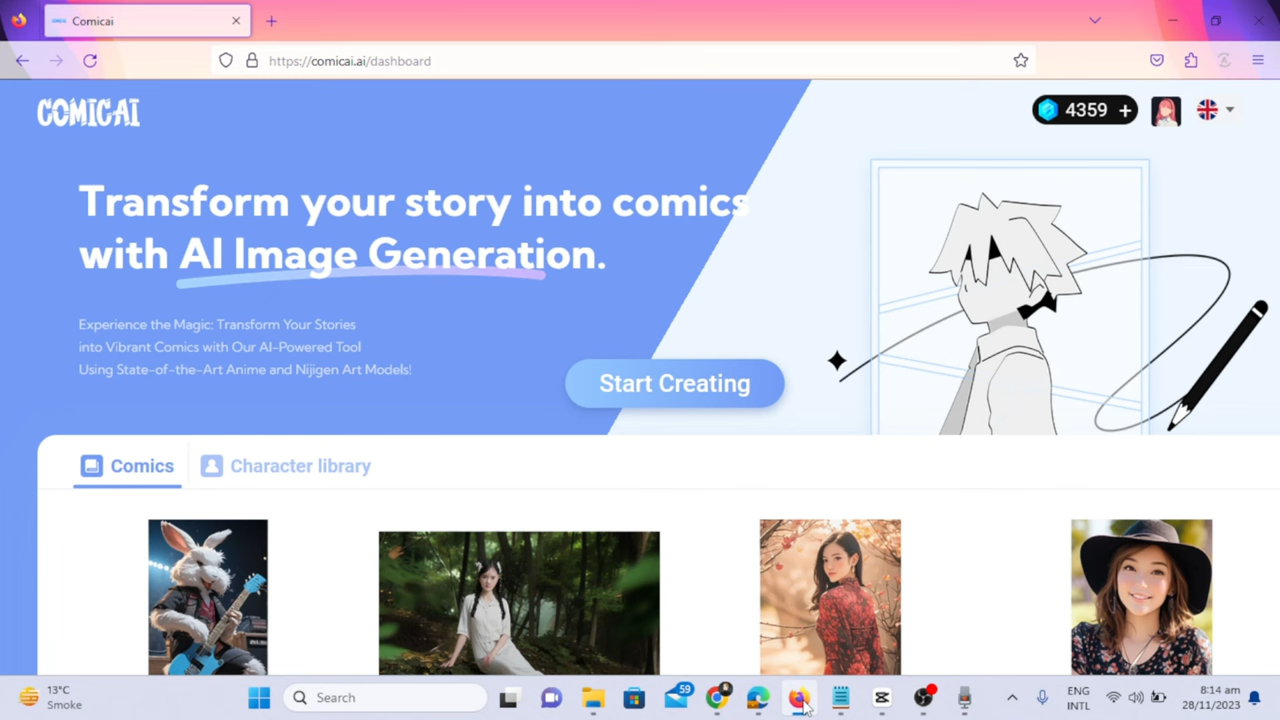 Comicai
https://comicai.ai/dashboard
COMICAI
4359 +
Transform your story into comics
with AI Image Generation.
Experience the Magic: Transform Your Stories
into Vibrant Comics with Our AI-Powered Tool
Using State-of-the-Art Anime and Nijigen Art Models!
Start Creating
Comics
Character library
13°C
Smoke
Search
59
ENG
INTL
8:14 am
28/11/2023